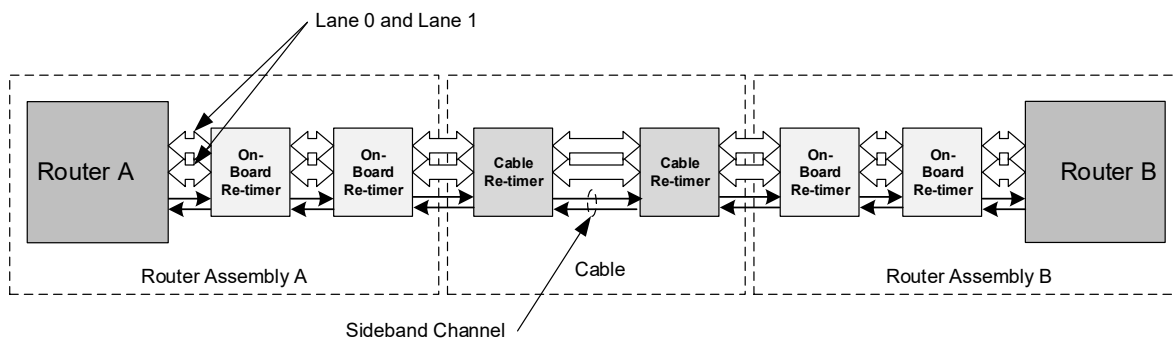 Lane 0 and Lane 1
Router A
On-
Board
Re-timer
On-
Board
Re-timer
Cable
Re-timer
Cable
Re-timer
On-
Board
Re-timer
On-
Board
Re-timer
Router B
Router Assembly A
Cable
Router Assembly B
Sideband Channel